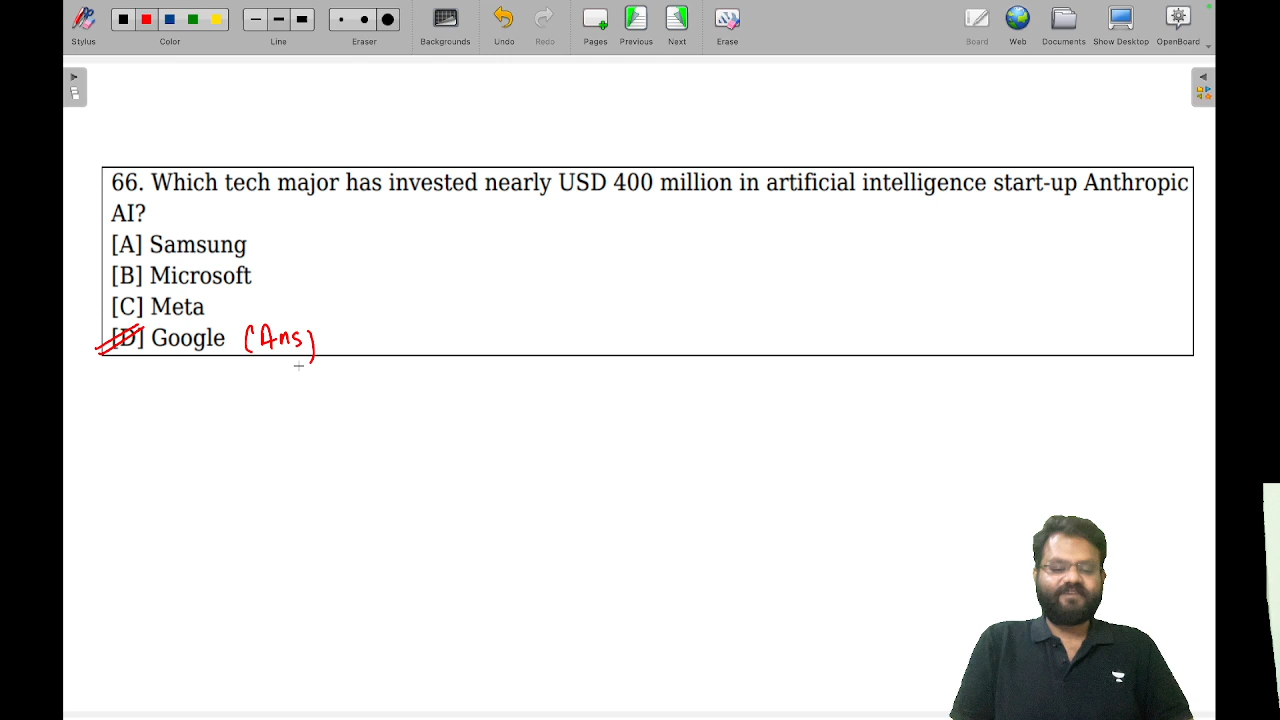 Stylus
Color
Line
Eraser
Backgrounds
Undo
Redo
Pages
Previous
Next
Erase
Board
Web
Documents
Show Desktop
OpenBoard
66. Which tech major has invested nearly USD 400 million in artificial intelligence start-up Anthropic
AI?
[A] Samsung
[B] Microsoft
[C] Meta
[D] Google (Ans)